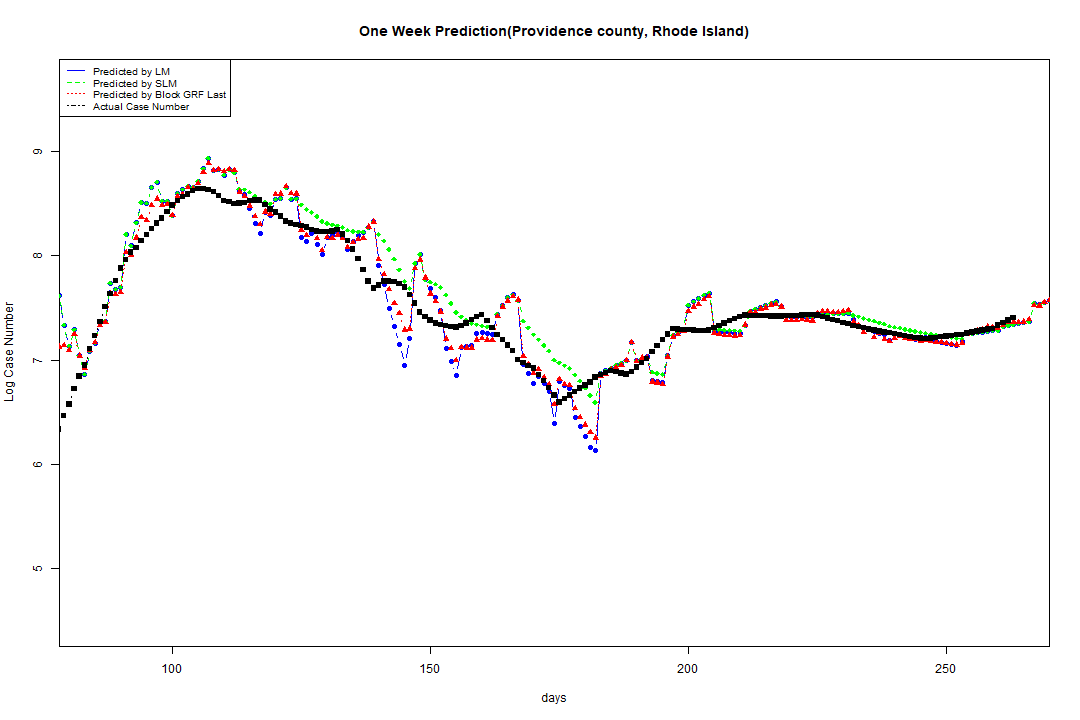 One Week Prediction(Providence county, Rhode Island)
Predicted by LM
Predicted by SLM
Predicted by Block GRF Last
Actual Case Number
9
8
7
6
5
Log Case Number
100 150 200 250
days